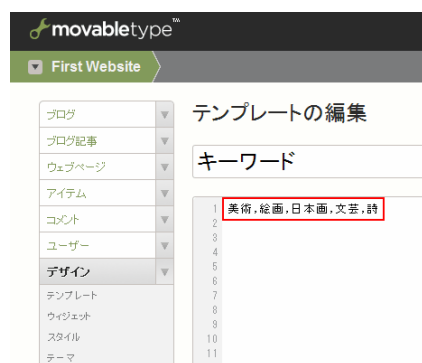 movabletype™
First Website
ブログ
ブログ記事
ウェブページ
アイテム
コメント
ユーザー
デザイン
テンプレート
ウィジェット
スタイル
テーマ
テンプレートの編集
キーワード
1 美術,絵画,日本画,文芸,詩
2
3
4
5
6
7
8
9
10
11